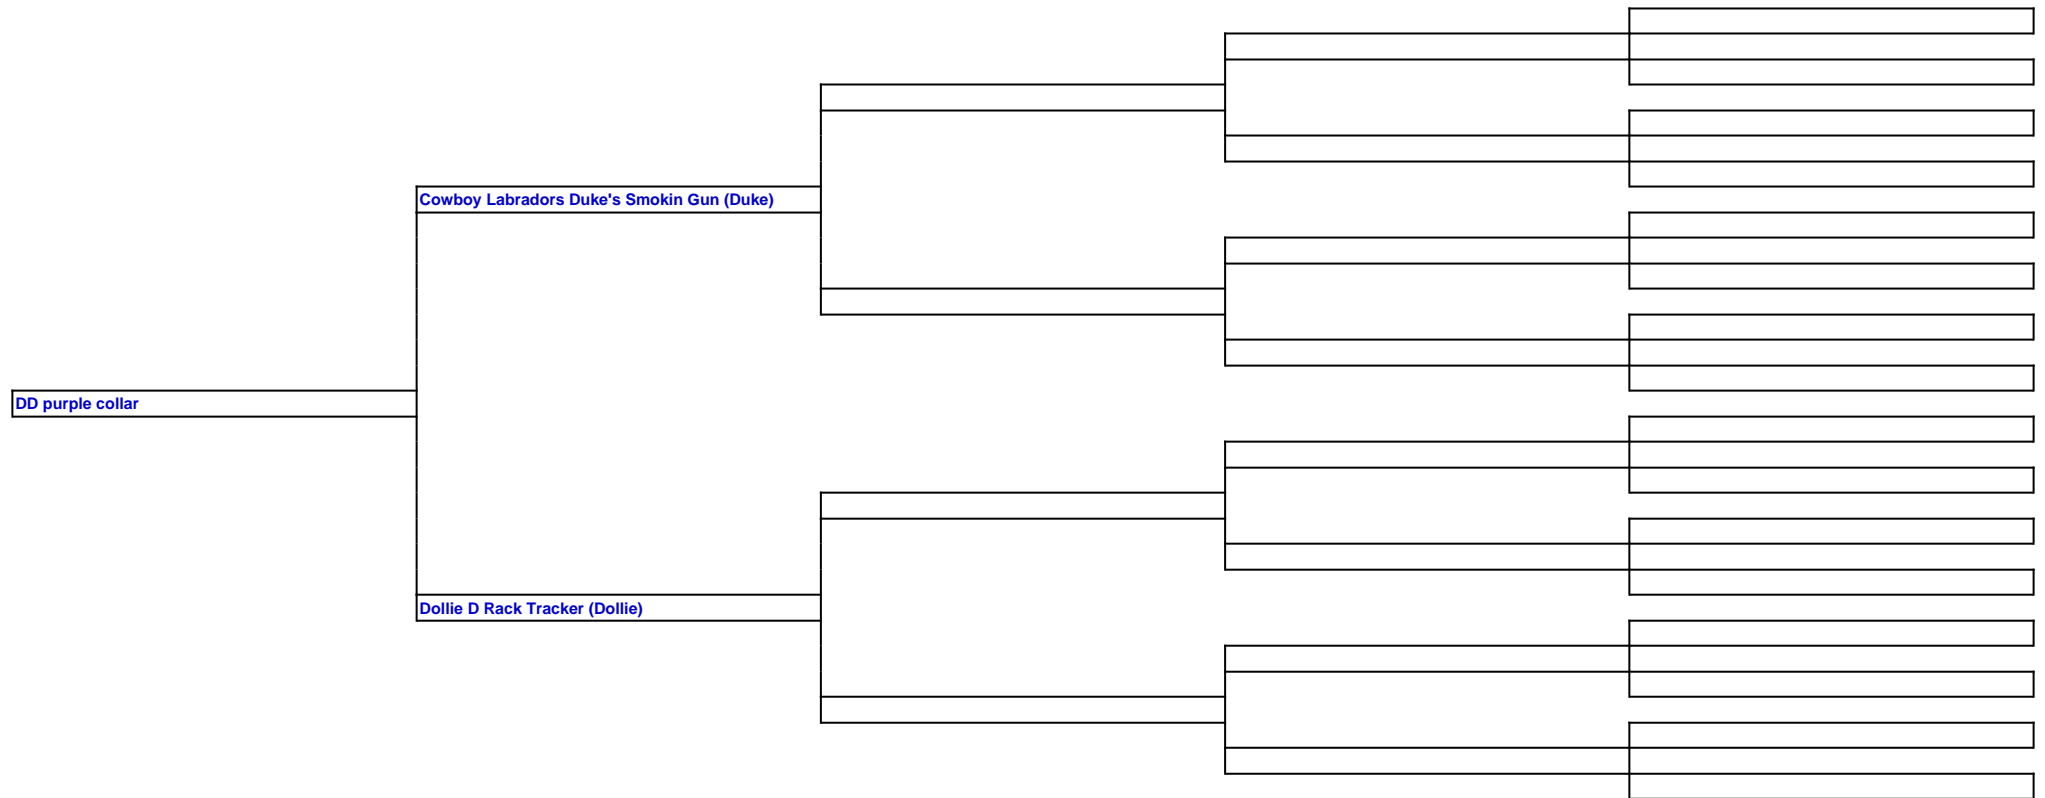 Cowboy Labradors Duke's Smokin Gun (Duke)
DD purple collar
Dollie D Rack Tracker (Dollie)